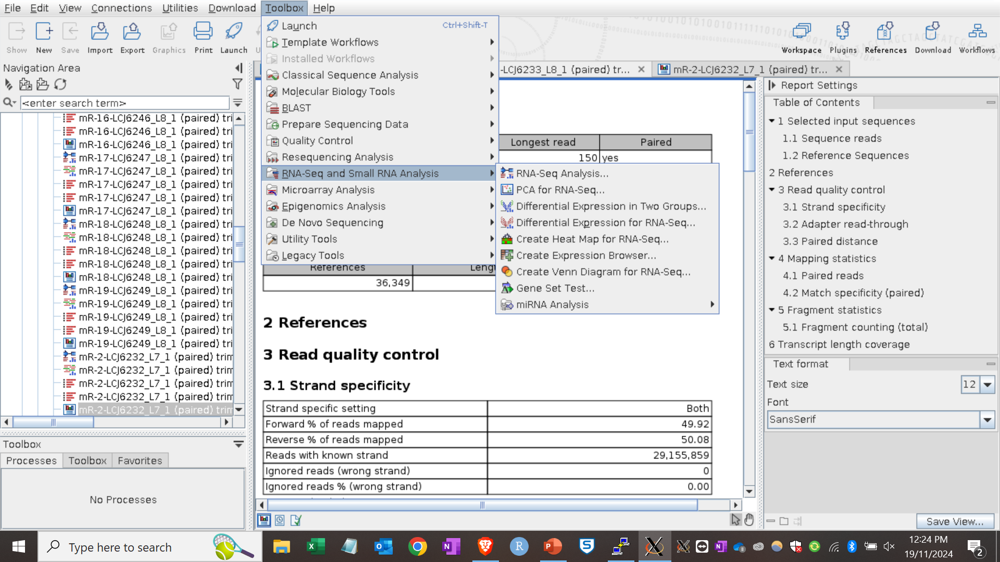 File Edit View Connections Utilities Download Toolbox Help
Show New Save Import Export Graphics Print Launch
Workspace Plugins References Download Workflows
Navigation Area
<enter search term>
mR-16-LCJ6246_L8_1 (paired) tri
mR-16-LCJ6246_L8_1 (paired) tri
mR-16-LCJ6246_L8_1 (paired) tri
mR-17-LCJ6247_L8_1 (paired) tri
mR-17-LCJ6247_L8_1 (paired) tri
mR-17-LCJ6247_L8_1 (paired) tri
mR-17-LCJ6247_L8_1 (paired) tri
mR-17-LCJ6247_L8_1 (paired) tri
mR-18-LCJ6248_L8_1 (paired) tri
mR-18-LCJ6248_L8_1 (paired) tri
mR-18-LCJ6248_L8_1 (paired) tri
mR-18-LCJ6248_L8_1 (paired) tri
mR-18-LCJ6248_L8_1 (paired) tri
mR-19-LCJ6249_L8_1 (paired) tri
mR-19-LCJ6249_L8_1 (paired) tri
mR-19-LCJ6249_L8_1 (paired) tri
mR-19-LCJ6249_L8_1 (paired) tri
mR-19-LCJ6249_L8_1 (paired) tri
mR-2-LCJ6232_L7_1 (paired) trim
mR-2-LCJ6232_L7_1 (paired) trim
mR-2-LCJ6232_L7_1 (paired) trim
mR-2-LCJ6232_L7_1 (paired) trim
mR-2-LCJ6232_L7_1 (paired) trim
Toolbox
Processes Toolbox Favorites
No Processes
Launch Ctrl+Shift-T
Template Workflows
Installed Workflows
Classical Sequence Analysis
Molecular Biology Tools
BLAST
Prepare Sequencing Data
Quality Control
Resequencing Analysis
RNA-Seq and Small RNA Analysis
Microarray Analysis
Epigenomics Analysis
De Novo Sequencing
Utility Tools
Legacy Tools
RNA-Seq Analysis...
PCA for RNA-Seq...
Differential Expression in Two Groups...
Differential Expression for RNA-Seq...
Create Heat Map for RNA-Seq...
Create Expression Browser...
Create Venn Diagram for RNA-Seq...
Gene Set Test...
miRNA Analysis
-LCJ6233_L8_1 (paired) tr... mR-2-LCJ6232_L7_1 (paired) tr...
Longest read Paired
150 yes
References Leng
36,349
2 References
3 Read quality control
3.1 Strand specificity
Strand specific setting Both
Forward % of reads mapped 49.92
Reverse % of reads mapped 50.08
Reads with known strand 29,155,859
Ignored reads (wrong strand) 0
Ignored reads % (wrong strand) 0.00
Report Settings
Table of Contents
1 Selected input sequences
1.1 Sequence reads
1.2 Reference Sequences
2 References
3 Read quality control
3.1 Strand specificity
3.2 Adapter read-through
3.3 Paired distance
4 Mapping statistics
4.1 Paired reads
4.2 Match specificity (paired)
5 Fragment statistics
5.1 Fragment counting (total)
6 Transcript length coverage
Text format
Text size 12
Font
SansSerif
Save View...
Type here to search
12:24 PM
19/11/2024
2